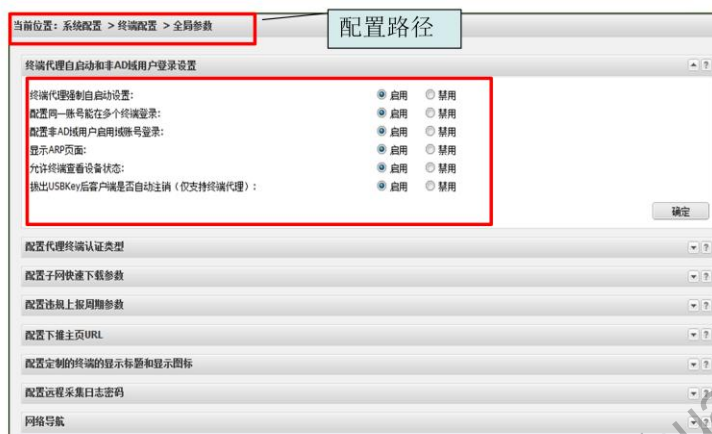 当前位置：系统配置 > 终端配置 > 全局参数
配置路径
终端代理自启动和非AD域用户登录设置
终端代理强制自启动设置： 启用 禁用
配置同一账号能在多个终端登录： 启用 禁用
配置非AD域用户启用域账号登录： 启用 禁用
显示ARP页面： 启用 禁用
允许终端查看设备状态： 启用 禁用
拔出USBKey后客户端是否自动注销（仅支持终端代理）： 启用 禁用
确定
配置代理终端认证类型
配置子网快速下载参数
配置违规上报周期参数
配置下推主页URL
配置定制的终端的显示标题和显示图标
配置远程采集日志密码
网络导航